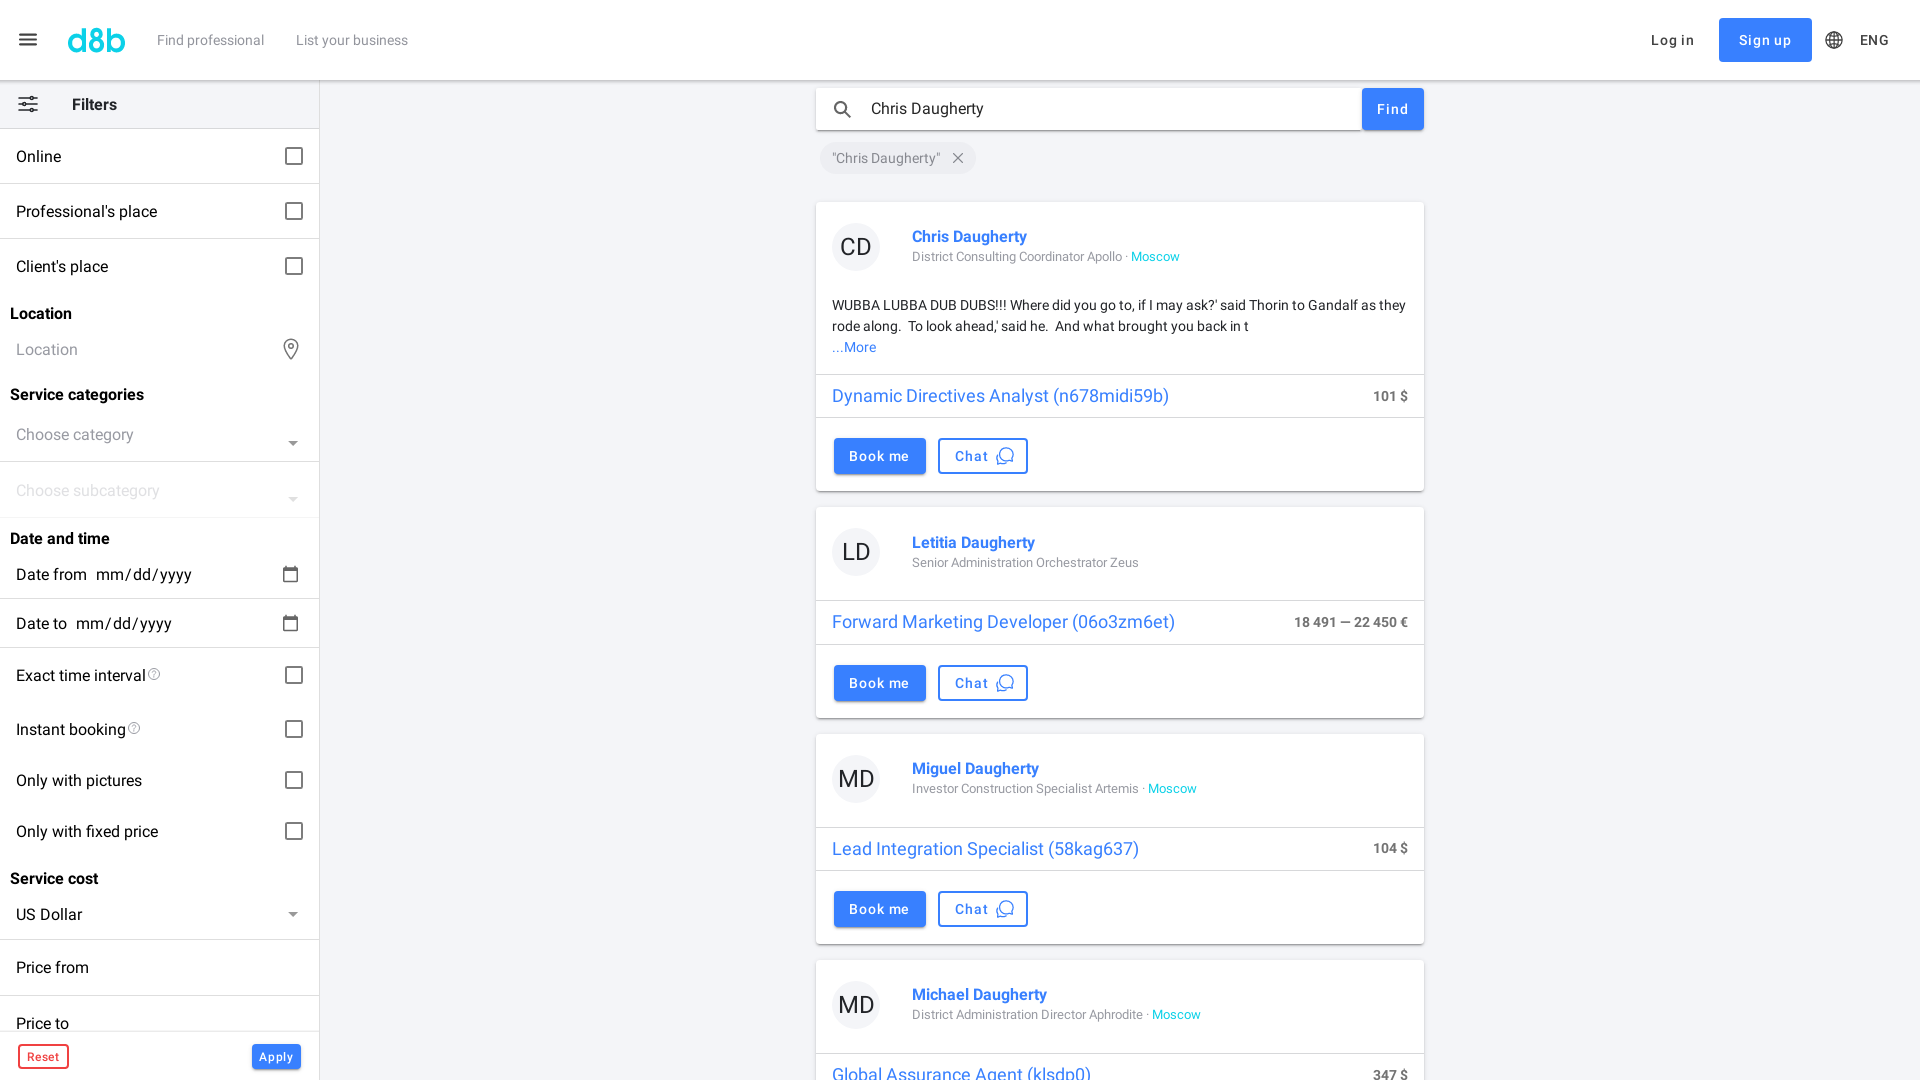 d8b
Find professional
List your business
Log in
Sign up
ENG
Filters
Online
Professional's place
Client's place
Location
Location
Service categories
Choose category
Choose subcategory
Date and time
Date from mm/dd/yyyy
Date to mm/dd/yyyy
Exact time interval
Instant booking
Only with pictures
Only with fixed price
Service cost
US Dollar
Price from
Price to
Reset
Apply
Chris Daugherty
Find
"Chris Daugherty"
CD
Chris Daugherty
District Consulting Coordinator Apollo · Moscow
WUBBA LUBBA DUB DUBS!!! Where did you go to, if I may ask?' said Thorin to Gandalf as they
rode along.  To look ahead,' said he.  And what brought you back in t
...More
Dynamic Directives Analyst (n678midi59b)
101 $
Book me
Chat
LD
Letitia Daugherty
Senior Administration Orchestrator Zeus
Forward Marketing Developer (06o3zm6et)
18 491 — 22 450 €
Book me
Chat
MD
Miguel Daugherty
Investor Construction Specialist Artemis · Moscow
Lead Integration Specialist (58kag637)
104 $
Book me
Chat
MD
Michael Daugherty
District Administration Director Aphrodite · Moscow
Global Assurance Agent (klsdp0)
347 $